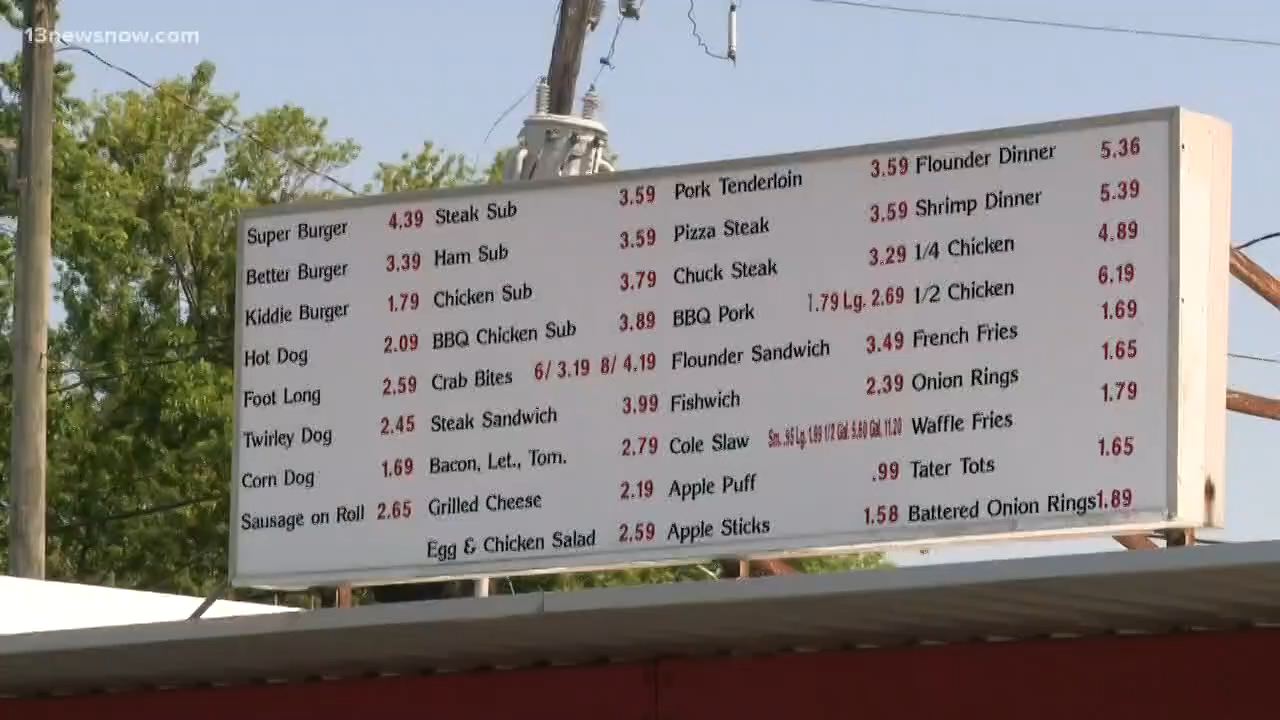 13newsnow.com
Super Burger 4.39
Better Burger 3.39
Kiddie Burger 1.79
Hot Dog 2.09
Foot Long 2.59
Twirley Dog 2.45
Corn Dog 1.69
Sausage on Roll 2.65
Steak Sub 3.59
Ham Sub 3.59
Chicken Sub 3.79
BBQ Chicken Sub 3.89
Crab Bites 6/ 3.19 8/ 4.19
Steak Sandwich 3.99
Bacon, Let., Tom. 2.79
Grilled Cheese 2.19
Egg & Chicken Salad 2.59
Pork Tenderloin 3.59
Pizza Steak 3.59
Chuck Steak 3.29
BBQ Pork 1.79 Lg. 2.69
Flounder Sandwich 3.49
Fishwich 2.39
Cole Slaw Sm. Lg. 1/2 Gal. Gal. 11.20
Apple Puff .99
Apple Sticks 1.58
Flounder Dinner 5.36
Shrimp Dinner 5.39
1/4 Chicken 4.89
1/2 Chicken 6.19
French Fries 1.69
Onion Rings 1.65
Waffle Fries 1.79
Tater Tots 1.65
Battered Onion Rings 1.89